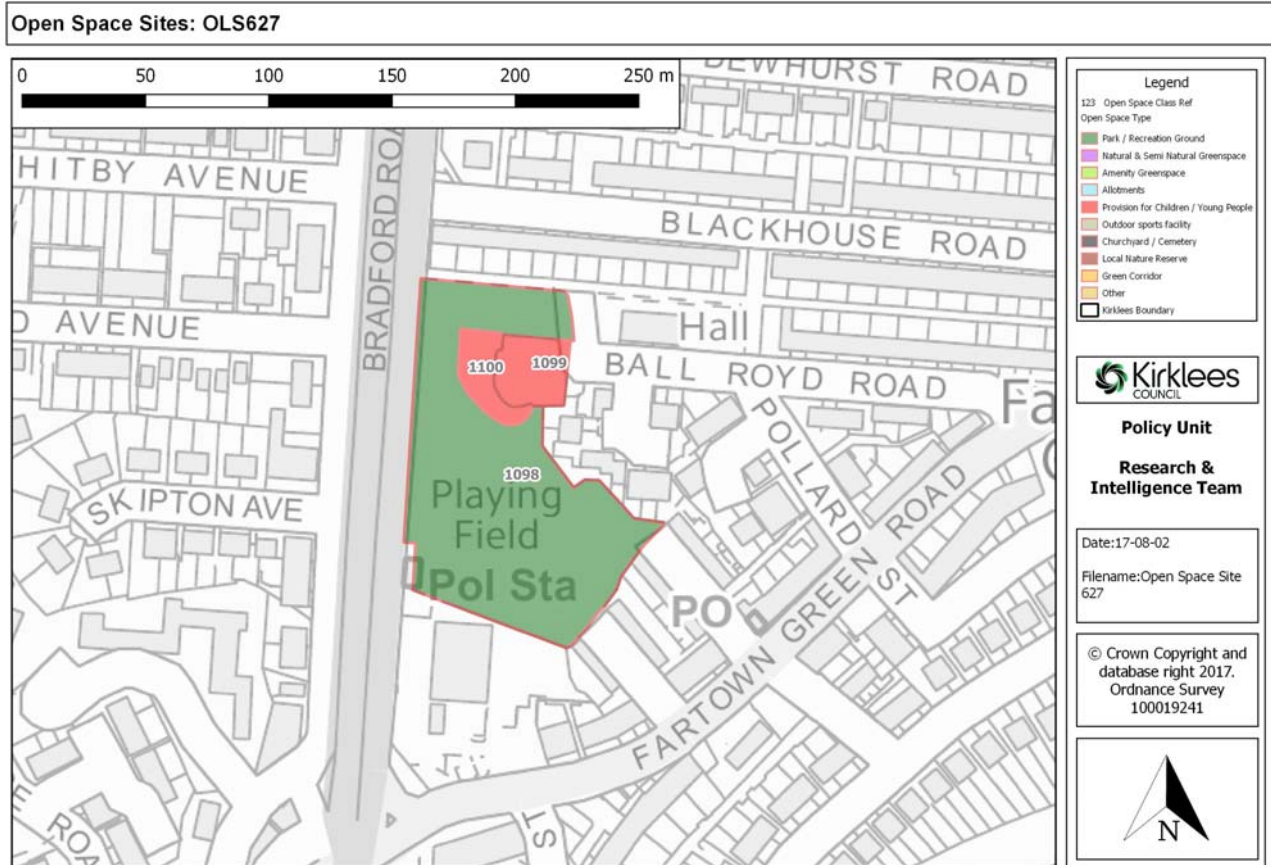 Open Space Sites: OLS627
0 50 100 150 200 250 m
DEWHURST ROAD
HITBY AVENUE
BRADFORD ROA
BLACKHOUSE ROAD
D AVENUE
Hall
1100
1099
BALL ROYD ROAD
Fa
POLLARD ST
1098
Playing
Field
SKIPTON AVE
Pol Sta
PO
FARTOWN GREEN ROAD
E ROA
ST
Legend
123 Open Space Class Ref
Open Space Type
Park / Recreation Ground
Natural & Semi Natural Greenspace
Amenity Greenspace
Allotments
Provision for Children / Young People
Outdoor sports facility
Churchyard / Cemetery
Local Nature Reserve
Green Corridor
Other
Kirklees Boundary
Kirklees
COUNCIL
Policy Unit
Research &
Intelligence Team
Date:17-08-02
Filename:Open Space Site
627
© Crown Copyright and
database right 2017.
Ordnance Survey
100019241
N